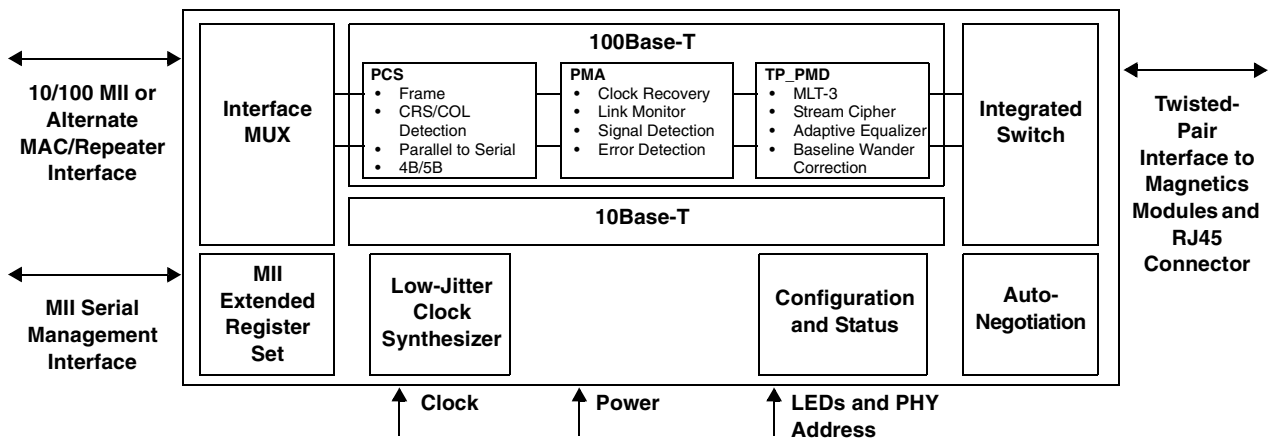 10/100 MII or
Alternate
MAC/Repeater
Interface
MII Serial
Management
Interface
Interface
MUX
MII
Extended
Register
Set
100Base-T
PCS
• Frame
• CRS/COL
Detection
• Parallel to Serial
• 4B/5B
PMA
• Clock Recovery
• Link Monitor
• Signal Detection
• Error Detection
TP_PMD
• MLT-3
• Stream Cipher
• Adaptive Equalizer
• Baseline Wander
Correction
10Base-T
Low-Jitter
Clock
Synthesizer
Configuration
and Status
Integrated
Switch
Auto-
Negotiation
Twisted-
Pair
Interface to
Magnetics
Modules and
RJ45
Connector
Clock
Power
LEDs and PHY
Address